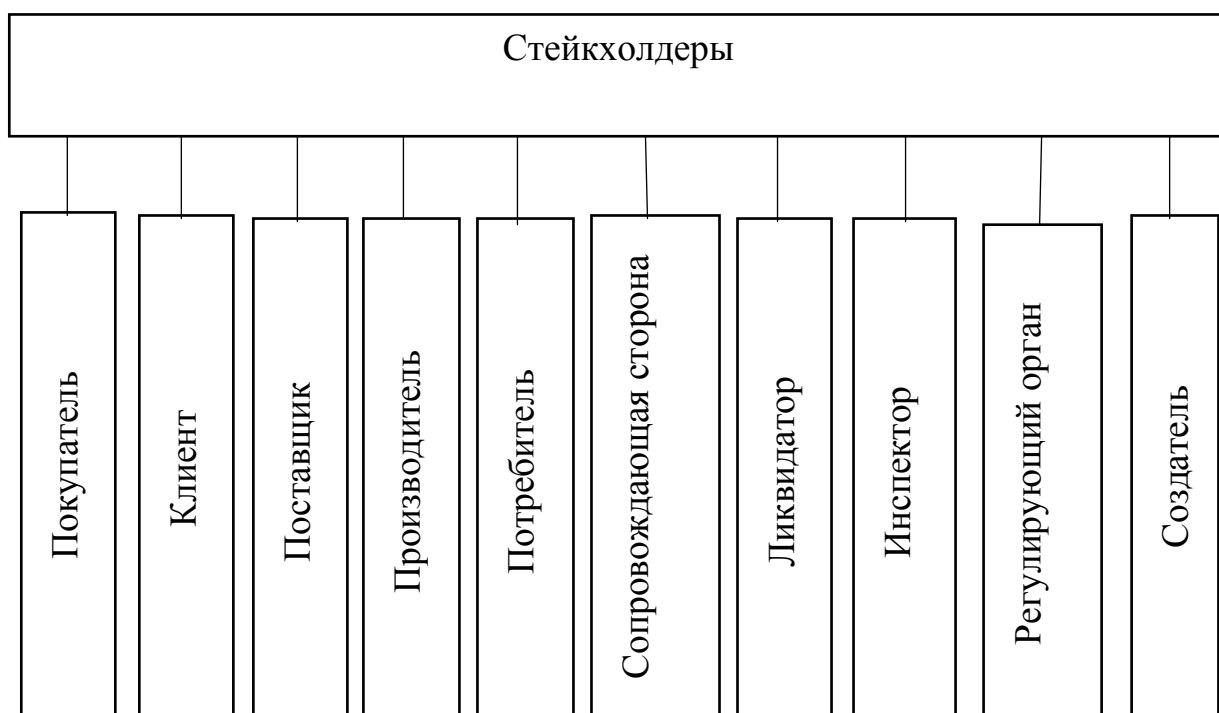 Стейкхолдеры
Покупатель
Клиент
Поставщик
Производитель
Потребитель
Сопровождающая сторона
Ликвидатор
Инспектор
Регулирующий орган
Создатель